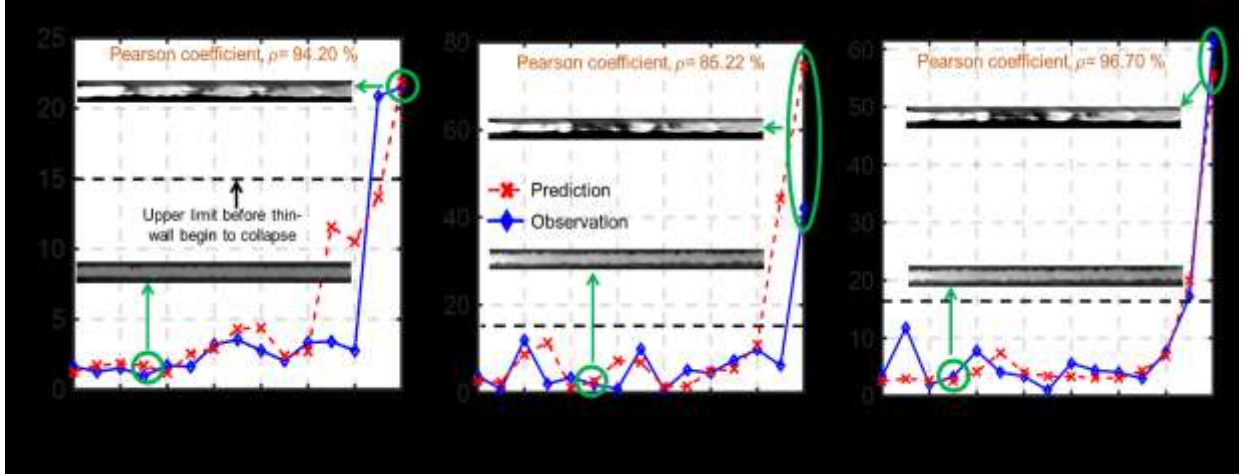 25
20
15
10
5
0
Pearson coefficient, ρ= 94.20 %
Upper limit before thin-
wall begin to collapse
80
60
40
20
0
Pearson coefficient, ρ= 85.22 %
Prediction
Observation
60
50
40
30
20
10
0
Pearson coefficient, ρ= 96.70 %